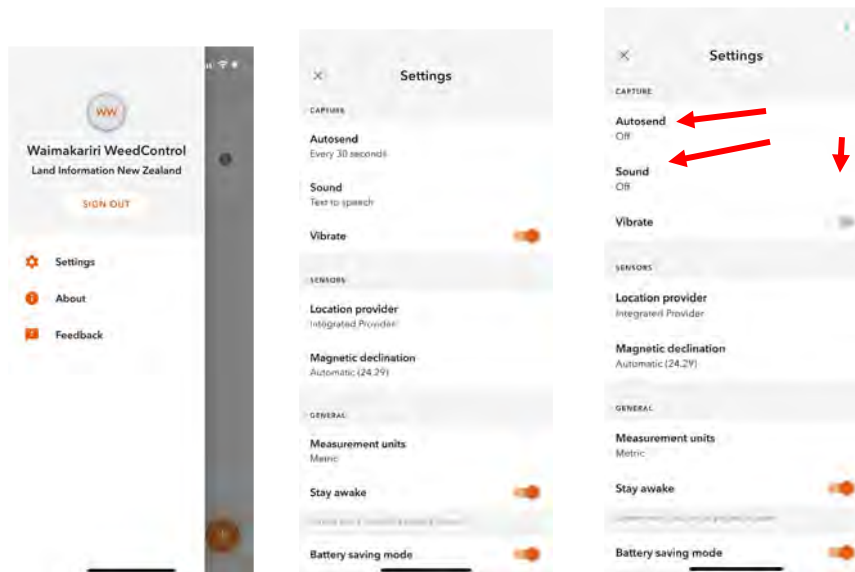 WW
Waimakariri WeedControl
Land Information New Zealand
SIGN OUT
Settings
About
Feedback
Settings
CAPTURE
Autosend
Every 30 seconds
Sound
Text to speech
Vibrate
SENSORS
Location provider
Integrated Provider
Magnetic declination
Automatic (24.29)
GENERAL
Measurement units
Metric
Stay awake
Battery saving mode
Settings
CAPTURE
Autosend
Off
Sound
Off
Vibrate
SENSORS
Location provider
Integrated Provider
Magnetic declination
Automatic (24.29)
GENERAL
Measurement units
Metric
Stay awake
Battery saving mode